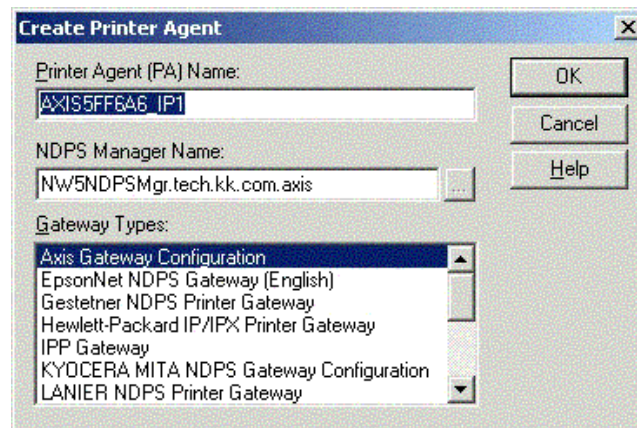 Create Printer Agent
Printer Agent (PA) Name:
AXIS5FF6A6_IP1
OK
Cancel
Help
NDPS Manager Name:
NW5NDPSMgr.tech.kk.com.axis
...
Gateway Types:
Axis Gateway Configuration
EpsonNet NDPS Gateway (English)
Gestetner NDPS Printer Gateway
Hewlett-Packard IP/IPX Printer Gateway
IPP Gateway
KYOCERA MITA NDPS Gateway Configuration
LANIER NDPS Printer Gateway